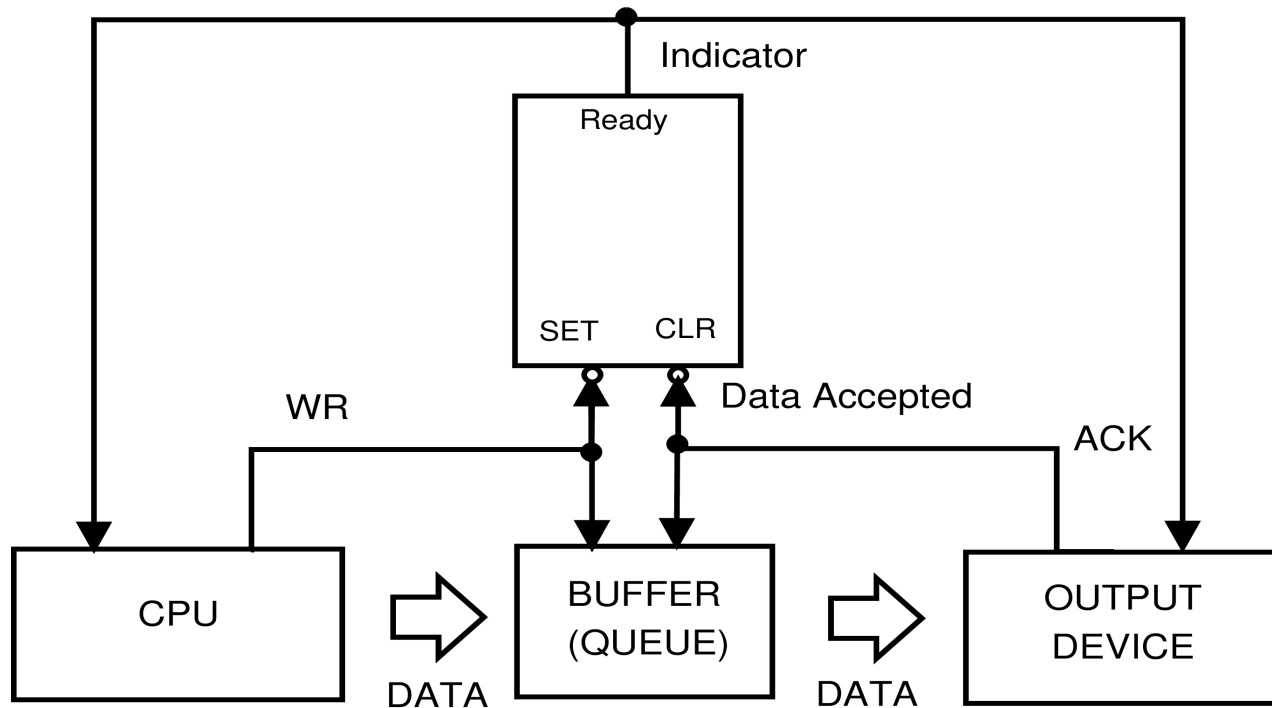 Indicator
Ready
SET CLR
Data Accepted
WR
ACK
CPU
BUFFER
(QUEUE)
OUTPUT
DEVICE
DATA
DATA